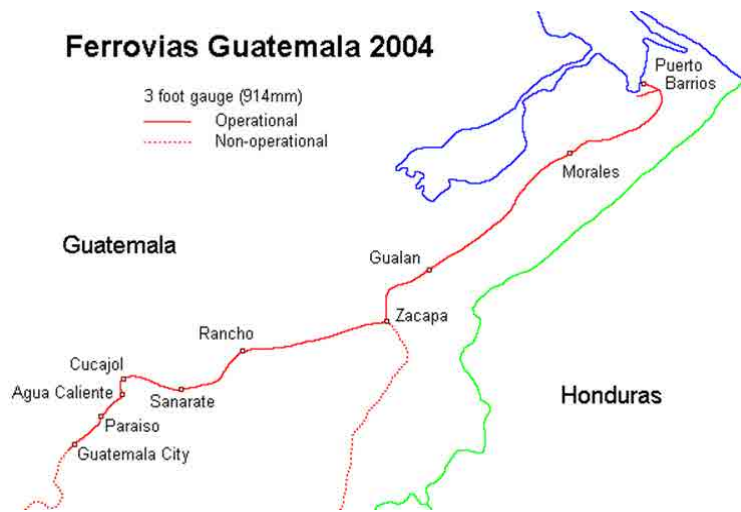 Ferrovias Guatemala 2004
3 foot gauge (914mm)
Operational
Non-operational
Puerto
Barrios
Morales
Guatemala
Gualan
Zacapa
Rancho
Cucajol
Agua Caliente
Sanarate
Honduras
Paraiso
Guatemala City